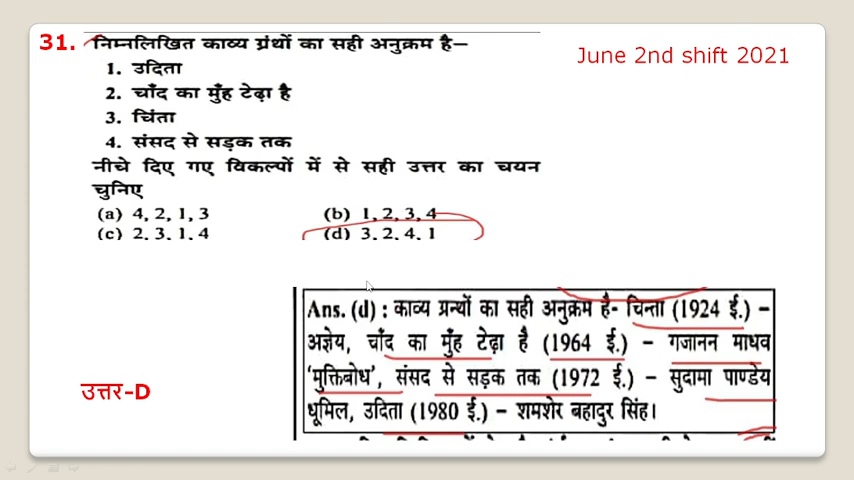 31. निम्नलिखित काव्य ग्रंथों का सही अनुक्रम है–
June 2nd shift 2021
1. उदिता
2. चाँद का मुँह टेढ़ा है
3. चिंता
4. संसद से सड़क तक
नीचे दिए गए विकल्पों में से सही उत्तर का चयन
चुनिए
(a) 4, 2, 1, 3 (b) 1, 2, 3, 4
(c) 2, 3, 1, 4 (d) 3, 2, 4, 1
Ans. (d) : काव्य ग्रन्थों का सही अनुक्रम है- चिन्ता (1924 ई.) –
अज्ञेय, चाँद का मुँह टेढ़ा है (1964 ई.) – गजानन माधव
'मुक्तिबोध', संसद से सड़क तक (1972 ई.) – सुदामा पाण्डेय
धूमिल, उदिता (1980 ई.) – शमशेर बहादुर सिंह।
उत्तर-D